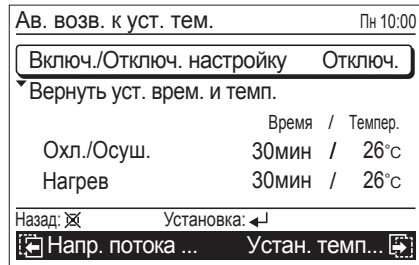 Ав. возв. к уст. тем. Пн 10:00
Включ./Отключ. настройку Отключ.
Вернуть уст. врем. и темп.
Время / Темпер.
Охл./Осуш. 30мин / 26°C
Нагрев 30мин / 26°C
Назад: Установка:
Напр. потока ... Устан. темп...